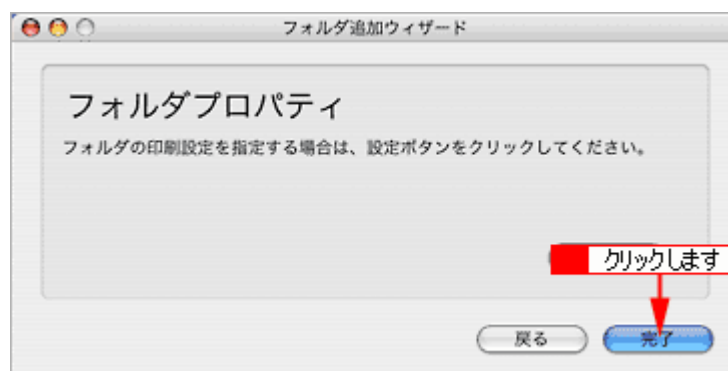 フォルダ追加ウィザード
フォルダプロパティ
フォルダの印刷設定を指定する場合は、設定ボタンをクリックしてください。
クリックします
戻る
完了